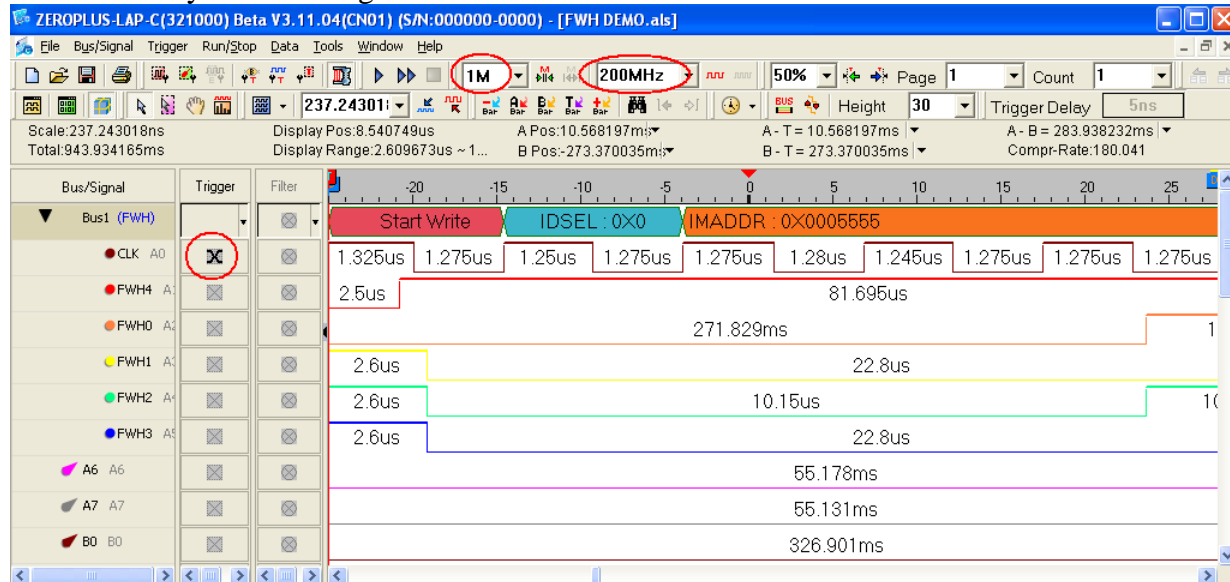 ZEROPLUS-LAP-C(321000) Beta V3.11.04(CN01) (S/N:000000-0000) - [FWH DEMO.als]
File Bus/Signal Trigger Run/Stop Data Tools Window Help
1M 200MHz 50% Page 1 Count 1
237.24301 Bar Bar Bar Bar Bar BUS Height 30 Trigger Delay 5ns
Scale:237.243018ns Display Pos:8.540749us A Pos:10.568197ms A - T = 10.568197ms A - B = 283.938232ms
Total:943.934165ms Display Range:2.609673us ~ 1... B Pos:-273.370035ms B - T = 273.370035ms Compr-Rate:180.041
Bus/Signal Trigger Filter -20 -15 -10 -5 0 5 10 15 20 25
Bus1 (FWH) Start Write IDSEL : 0X0 IMADDR : 0X0005555
CLK A0 1.325us 1.275us 1.25us 1.275us 1.275us 1.28us 1.245us 1.275us 1.275us 1.275us
FWH4 2.5us 81.695us
FWH0 271.829ms
FWH1 2.6us 22.8us
FWH2 2.6us 10.15us
FWH3 2.6us 22.8us
A6 A6 55.178ms
A7 A7 55.131ms
B0 B0 326.901ms